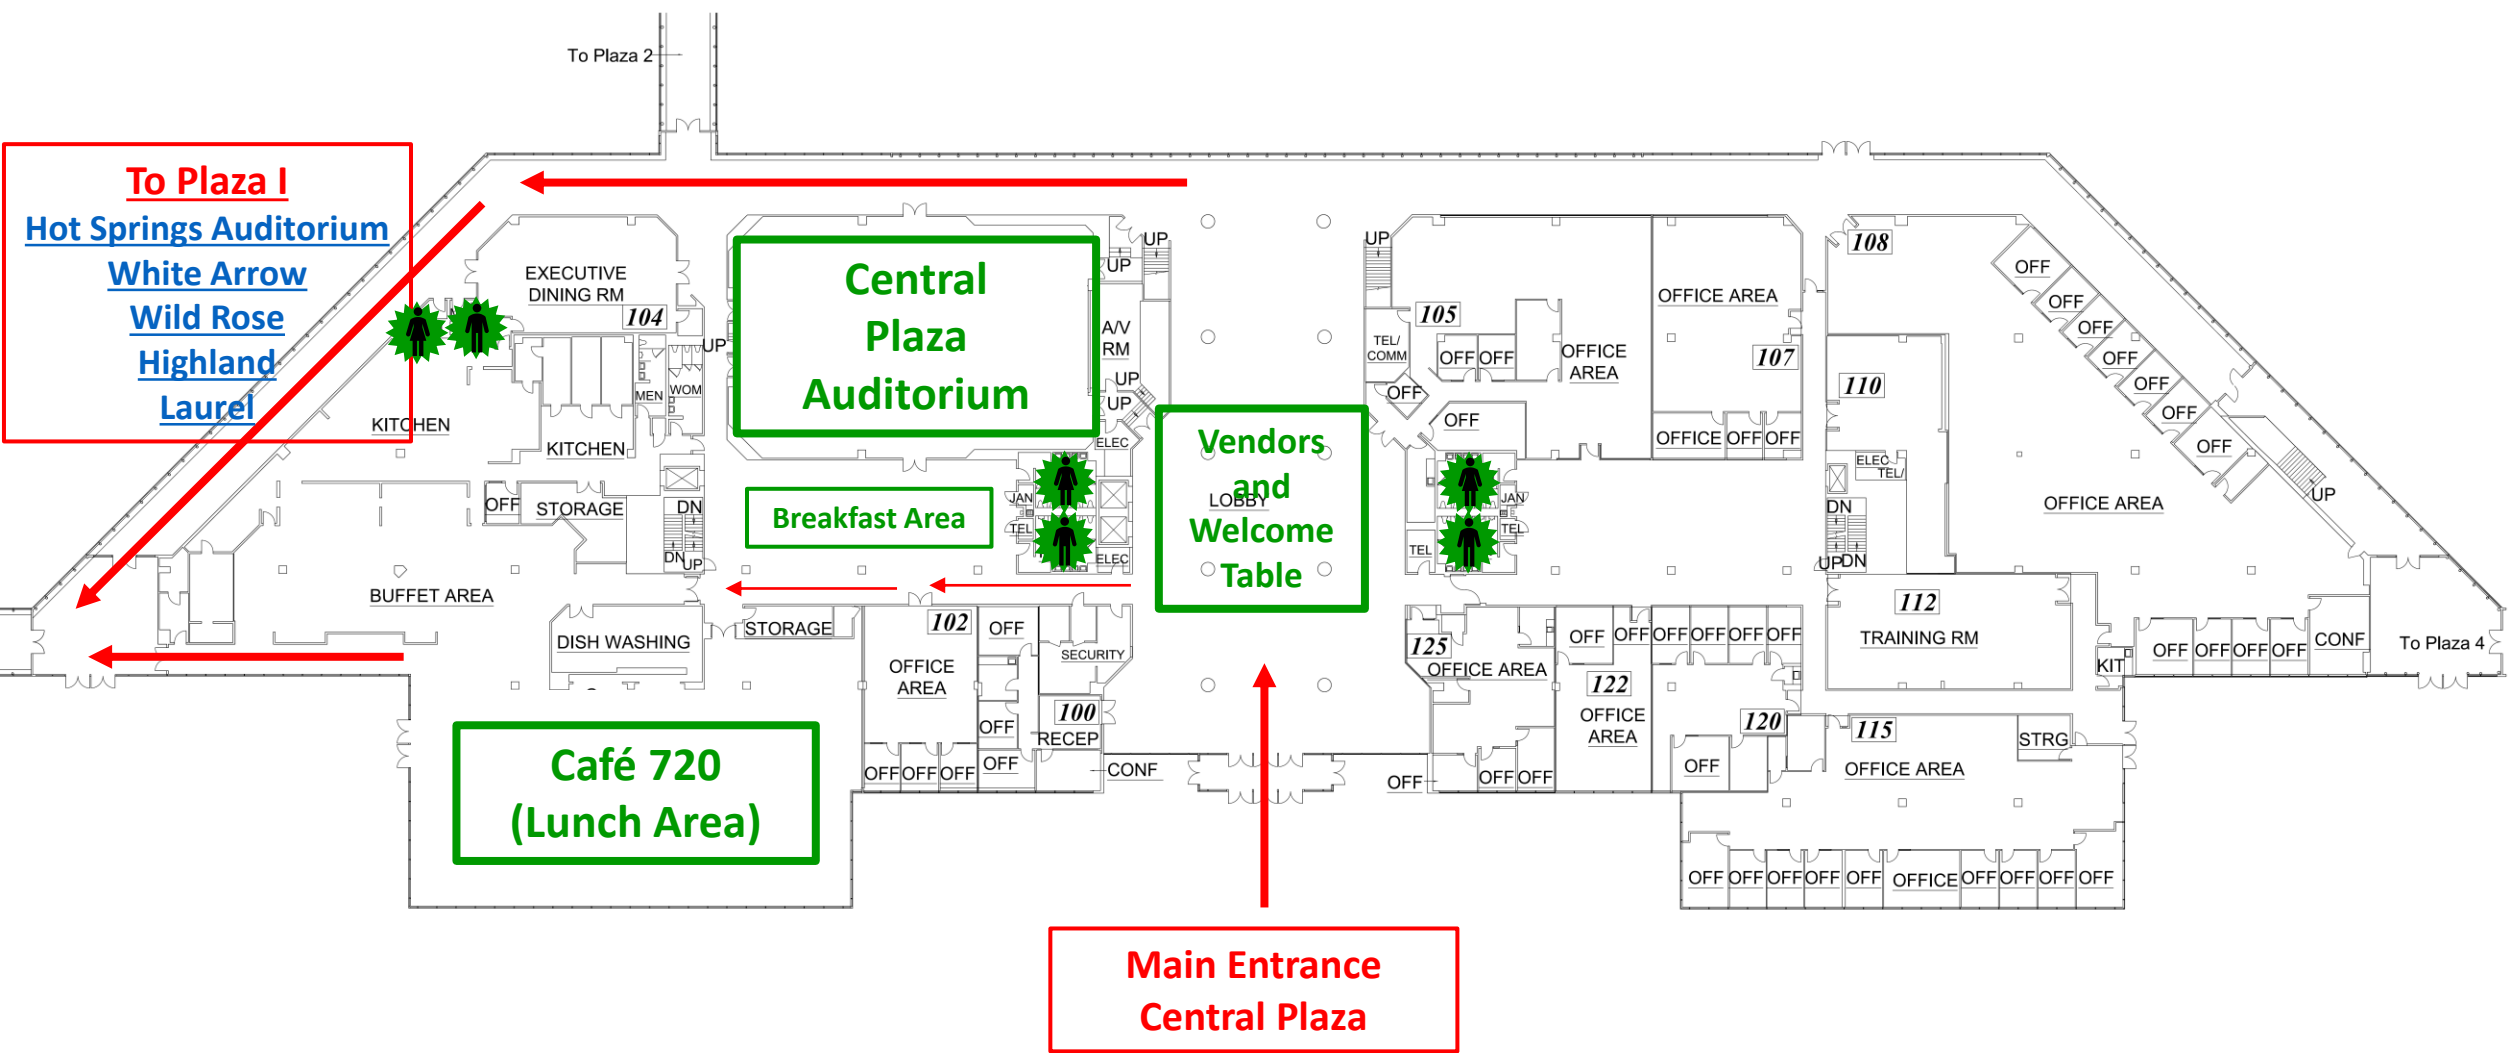 To Plaza 2
To Plaza I
Hot Springs Auditorium
White Arrow
Wild Rose
Highland
Laurel
EXECUTIVE
DINING RM
104
UP
MEN
WOM
KITCHEN
KITCHEN
OFF
STORAGE
DN
DN
UP
BUFFET AREA
DISH WASHING
STORAGE
Central
Plaza
Auditorium
UP
UP
A/V
RM
UP
UP
ELEC
JAN
TEL
ELEC
Breakfast Area
Vendors
and
LOBBY
Welcome
Table
102
OFF
SECURITY
OFFICE
AREA
OFF
100
RECEP
OFF
OFF
OFF
OFF
CONF
Café 720
(Lunch Area)
Main Entrance
Central Plaza
UP
105
TEL/
COMM
OFF
OFF
OFF
OFFICE
AREA
OFF
JAN
TEL
TEL
OFFICE AREA
107
OFFICE
OFF
OFF
108
110
ELEC
TEL/
DN
UP
DN
OFF
OFF
OFF
OFF
OFF
OFF
OFF
UP
OFFICE AREA
112
TRAINING RM
125
OFFICE AREA
OFF
OFF
OFF
OFF
OFF
OFF
122
OFFICE
AREA
120
OFF
OFF
OFF
OFF
115
OFFICE AREA
STRG
KIT
OFF
OFF
OFF
OFF
CONF
To Plaza 4
OFF
OFF
OFF
OFF
OFF
OFFICE
OFF
OFF
OFF
OFF